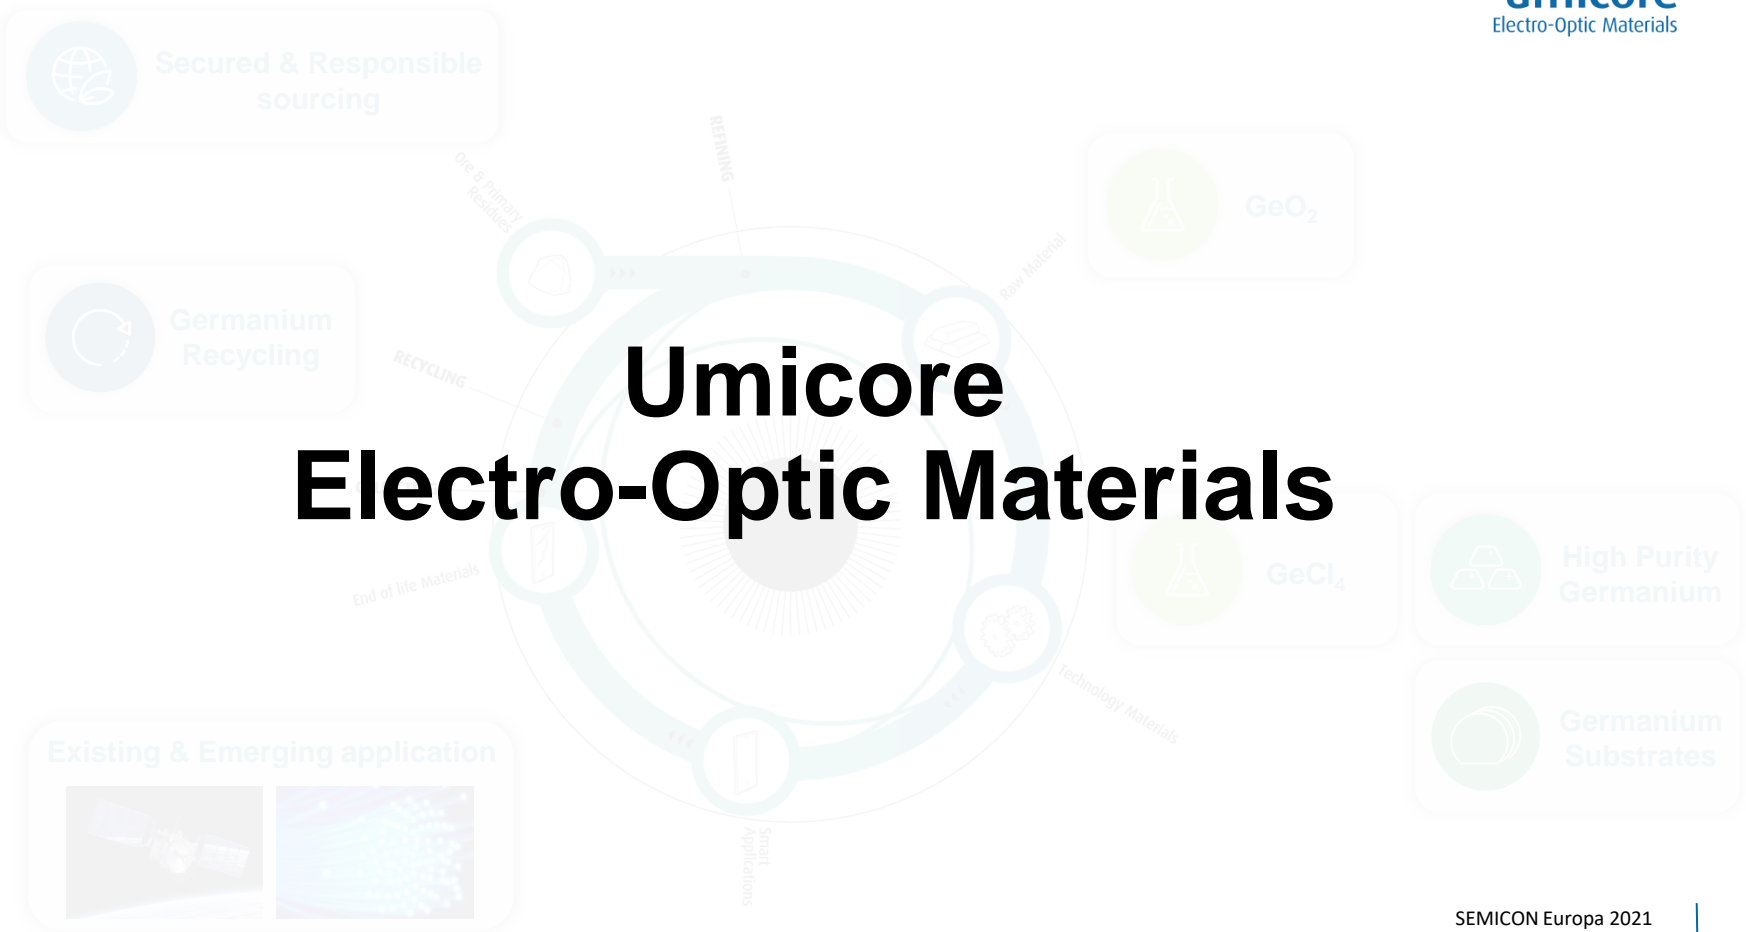 umicore
Electro-Optic Materials
Secured & Responsible
sourcing
REFINING
Ore & Primary
Residues
GeO₂
Raw Material
Germanium
Recycling
RECYCLING
Umicore
Electro-Optic Materials
End of life Materials
GeCl₄
High Purity
Germanium
Technology Materials
Germanium
Substrates
Existing & Emerging application
Smart
Applications
SEMICON Europa 2021